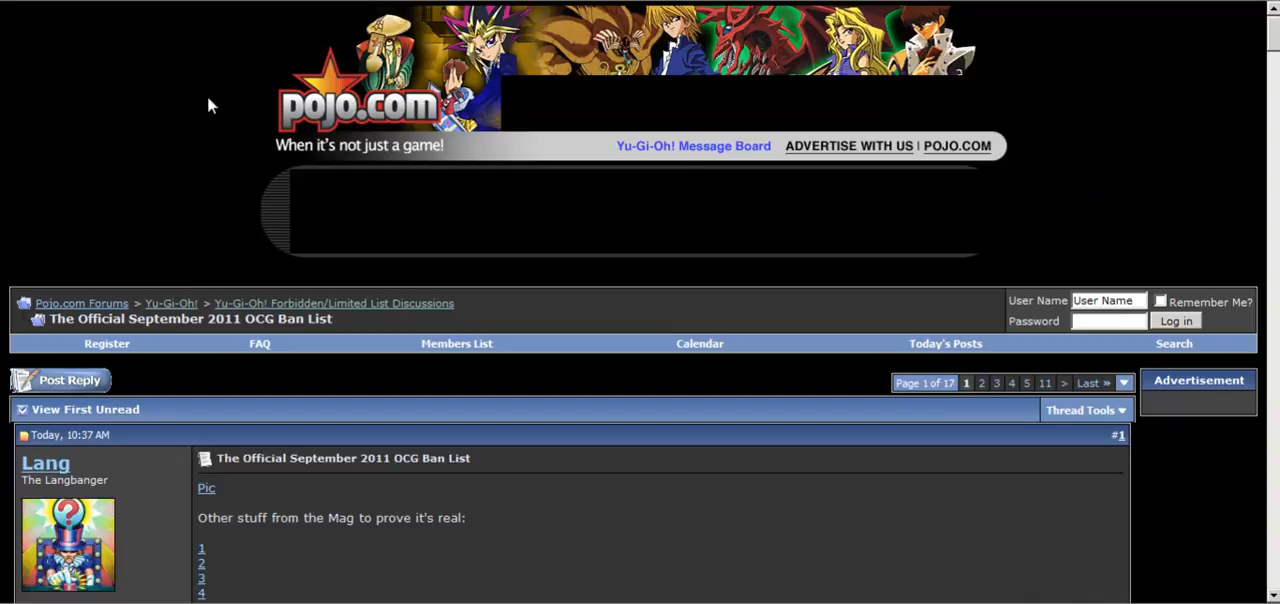 pojo.com
When it's not just a game!
Yu-Gi-Oh! Message Board ADVERTISE WITH US | POJO.COM
Pojo.com Forums > Yu-Gi-Oh! > Yu-Gi-Oh! Forbidden/Limited List Discussions
The Official September 2011 OCG Ban List
User Name User Name Remember Me?
Password Log in
Register FAQ Members List Calendar Today's Posts Search
Post Reply
Page 1 of 17 1 2 3 4 5 11 > Last »
Advertisement
View First Unread
Thread Tools
Today, 10:37 AM
#1
Lang
The Langbanger
The Official September 2011 OCG Ban List
Pic
Other stuff from the Mag to prove it's real:
1
2
3
4